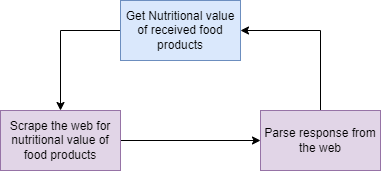 Get Nutritional value
of received food
products
Scrape the web for
nutritional value of
food products
Parse response from
the web